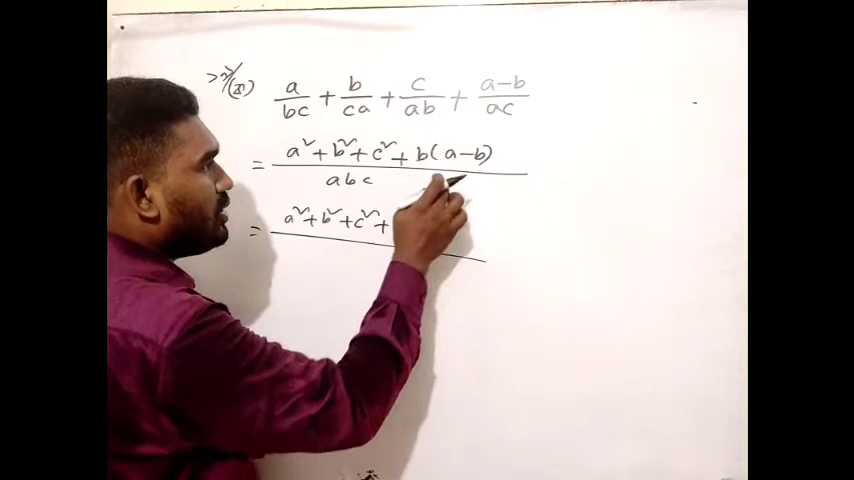 a/bc + b/ca + c/ab + a-b/ac
= a² + b² + c² + b(a-b) / abc
= a² + b² + c² +